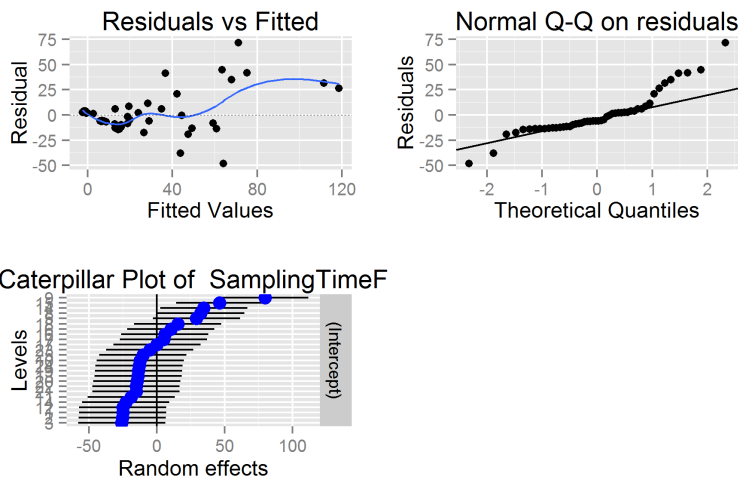 Residuals vs Fitted
Normal Q-Q on residuals
Residual
75
50
25
0
-25
-50
0
40
80
120
Fitted Values
Residuals
75
50
25
0
-25
-50
-2
-1
0
1
2
Theoretical Quantiles
Caterpillar Plot of SamplingTimeF
Levels
9
3
(Intercept)
-50
0
50
100
Random effects